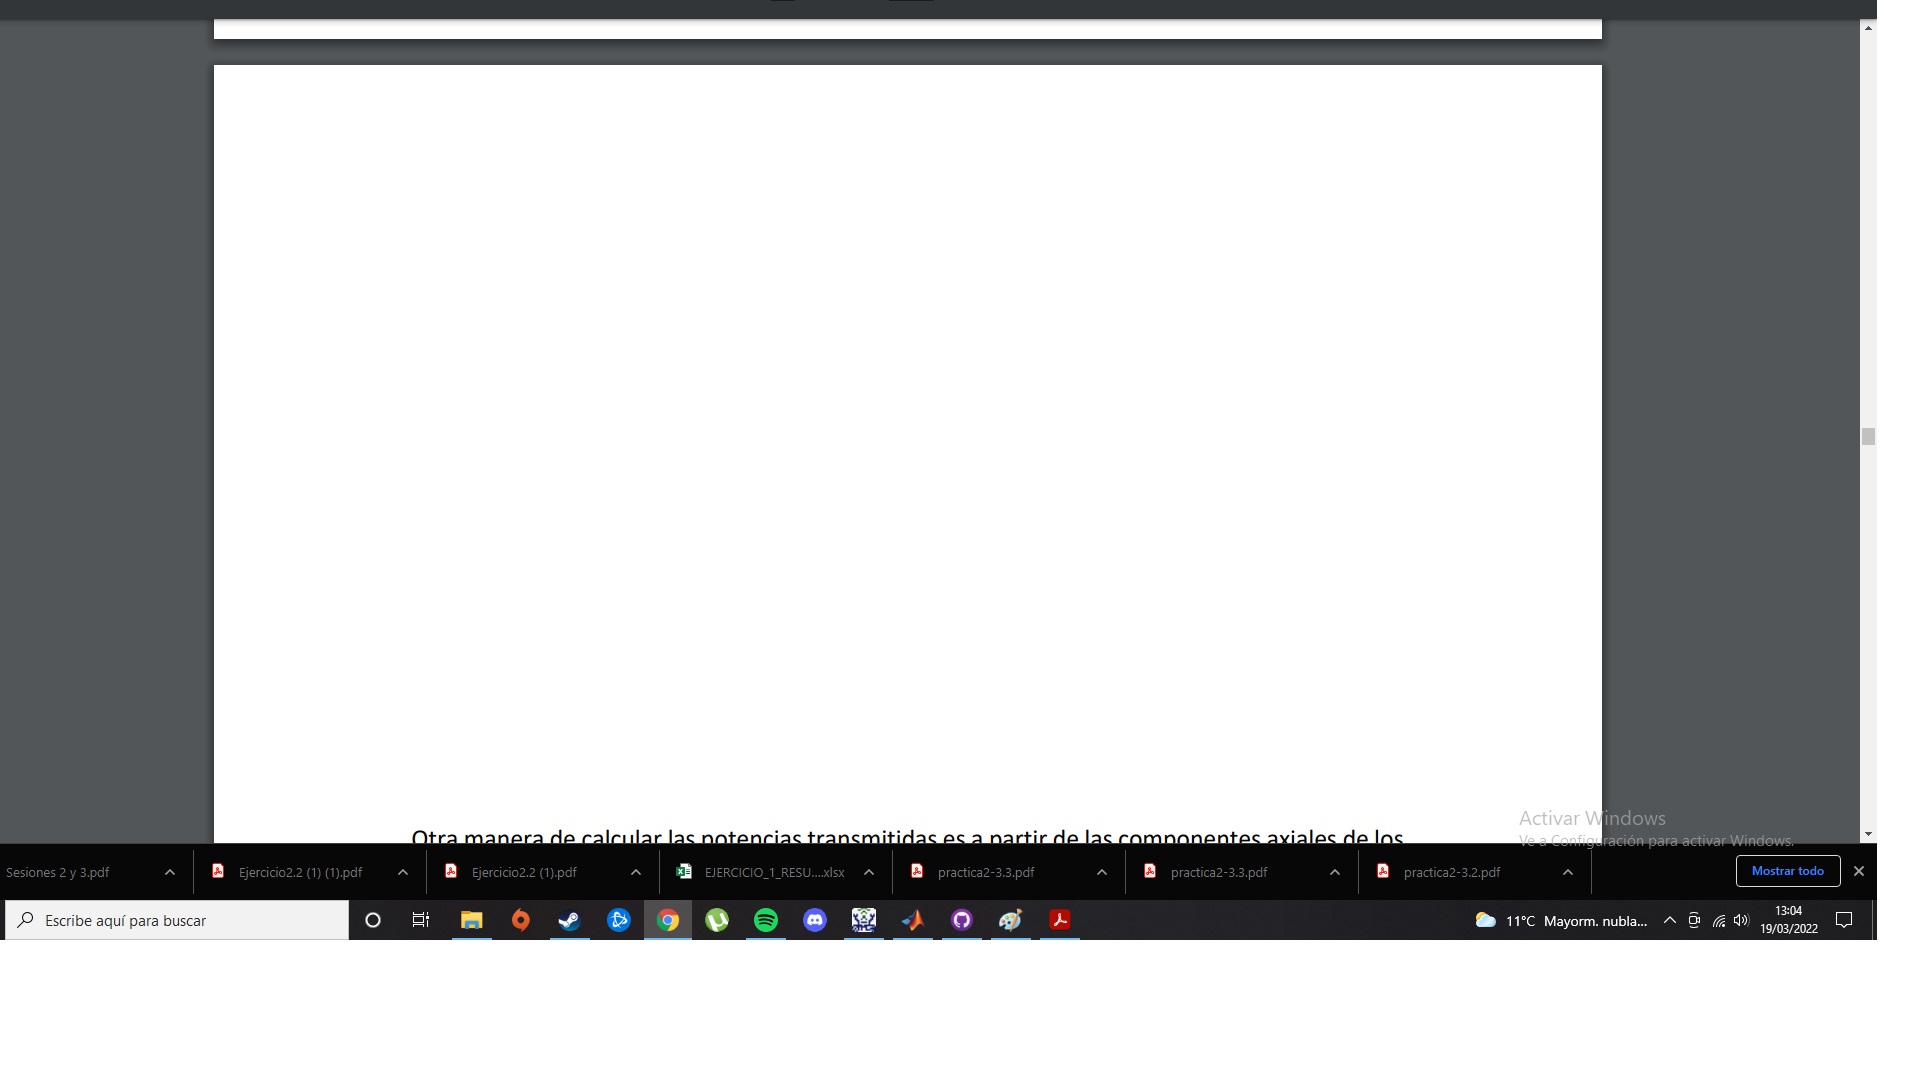 Otra manera de calcular las potencias transmitidas es a partir de las componentes axiales de los
Activar Windows
Ve a Configuración para activar Windows.
Sesiones 2 y 3.pdf
Ejercicio2.2 (1) (1).pdf
Ejercicio2.2 (1).pdf
EJERCICIO_1_RESU....xlsx
practica2-3.3.pdf
practica2-3.3.pdf
practica2-3.2.pdf
Mostrar todo
Escribe aquí para buscar
11°C Mayorm. nubla...
13:04
19/03/2022